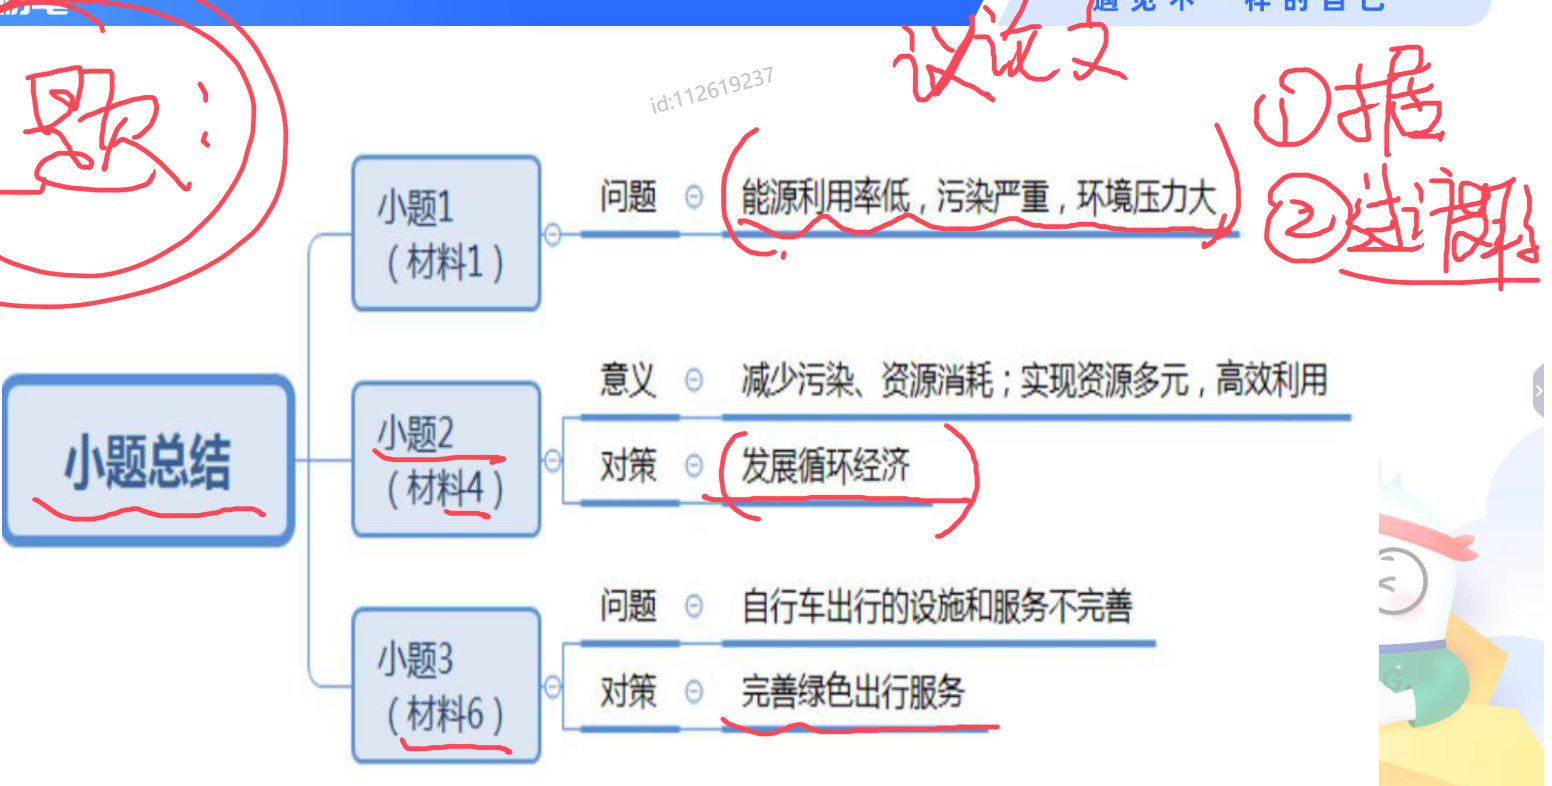 遇见不一样的自己
议论文
id:112619237
题:
①据
②
小题1
(材料1)
问题
能源利用率低,污染严重,环境压力大
小题总结
小题2
(材料4)
意义
减少污染、资源消耗;实现资源多元,高效利用
对策
发展循环经济
小题3
(材料6)
问题
自行车出行的设施和服务不完善
对策
完善绿色出行服务